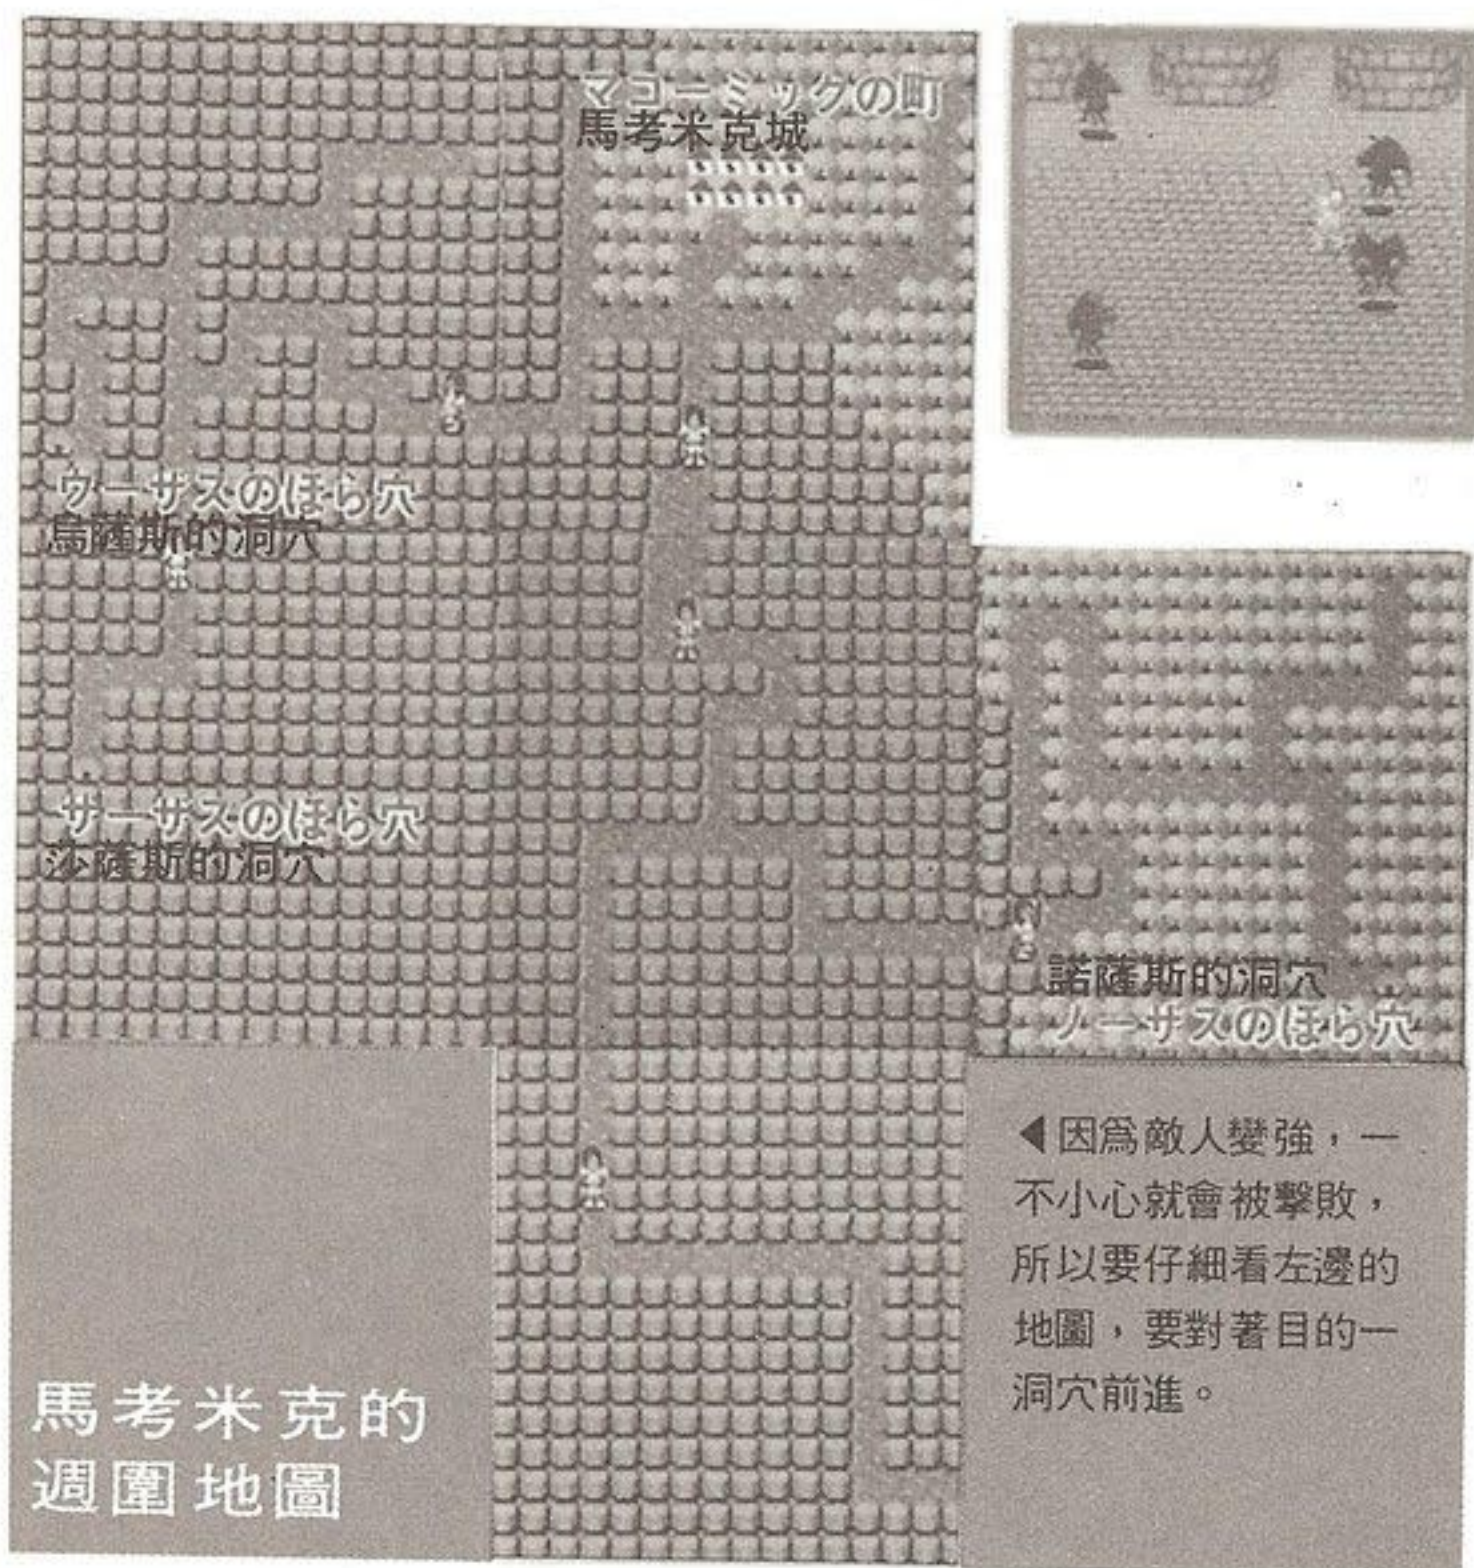 マコーミックの町
馬考米克城
ウーザスのほら穴
烏薩斯的洞穴
サーザスのほら穴
莎薩斯的洞穴
諾薩斯的洞穴
ノーザスのほら穴
◀因爲敵人變強，一
不小心就會被擊敗，
所以要仔細看左邊的
地圖，要對著目的一
洞穴前進。
馬考米克的
週圍地圖